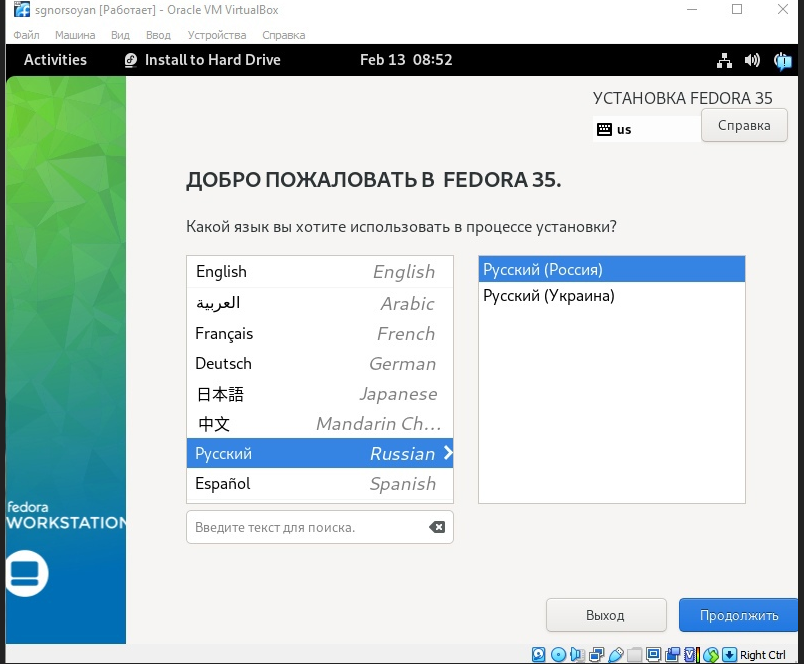 sgnorsoyan [Работает] - Oracle VM VirtualBox
Файл Машина Вид Ввод Устройства Справка
Activities Install to Hard Drive Feb 13 08:52
УСТАНОВКА FEDORA 35
us Справка
ДОБРО ПОЖАЛОВАТЬ В FEDORA 35.
Какой язык вы хотите использовать в процессе установки?
English English
العربية Arabic
Français French
Deutsch German
日本語 Japanese
中文 Mandarin Ch...
Русский Russian
Español Spanish
Русский (Россия)
Русский (Украина)
Введите текст для поиска.
fedora
WORKSTATION
Выход Продолжить
Right Ctrl